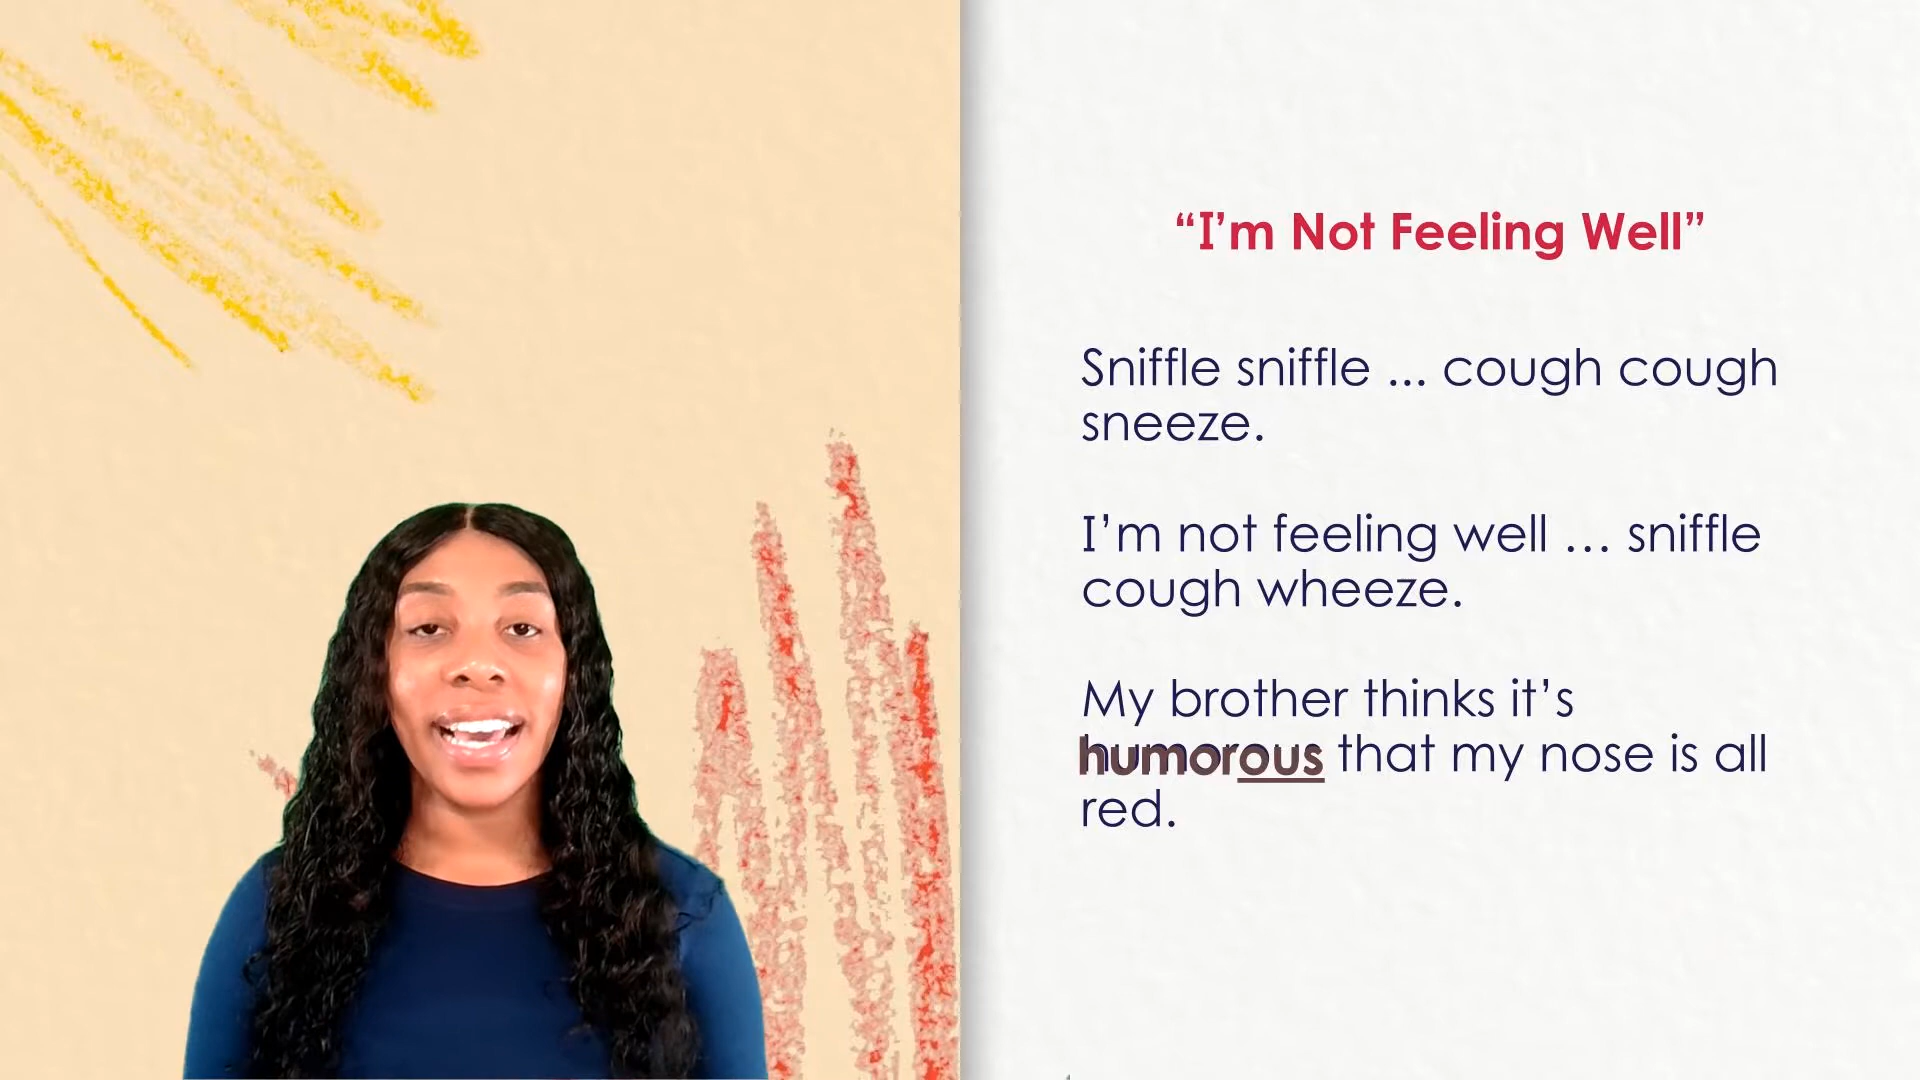 “I’m Not Feeling Well”
Sniffle sniffle ... cough cough
sneeze.
I’m not feeling well … sniffle
cough wheeze.
My brother thinks it’s
humorous that my nose is all
red.